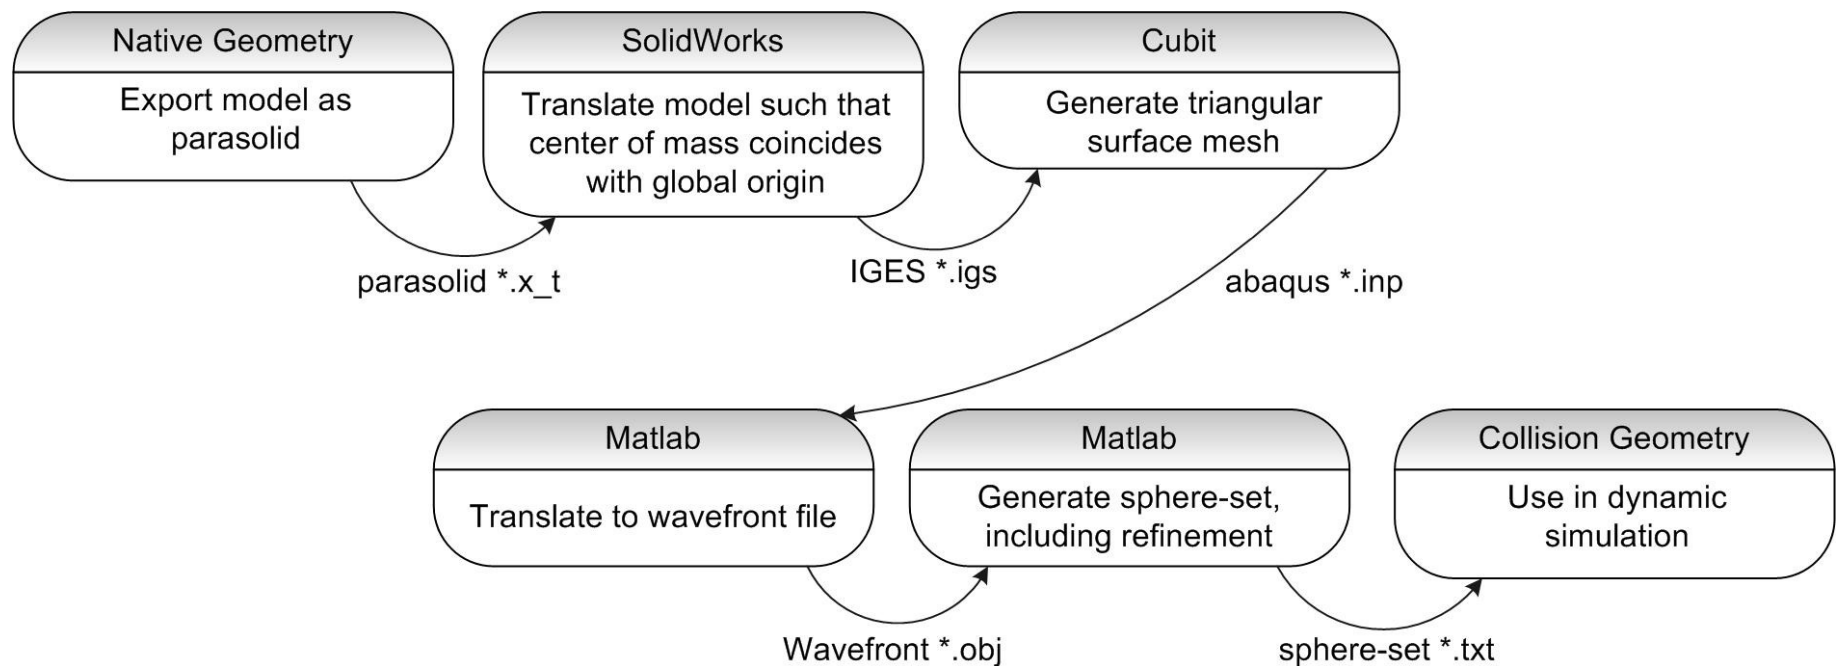 Native Geometry
Export model as
parasolid
SolidWorks
Translate model such that
center of mass coincides
with global origin
Cubit
Generate triangular
surface mesh
parasolid *.x_t
IGES *.igs
abaqus *.inp
Matlab
Translate to wavefront file
Matlab
Generate sphere-set,
including refinement
Collision Geometry
Use in dynamic
simulation
Wavefront *.obj
sphere-set *.txt